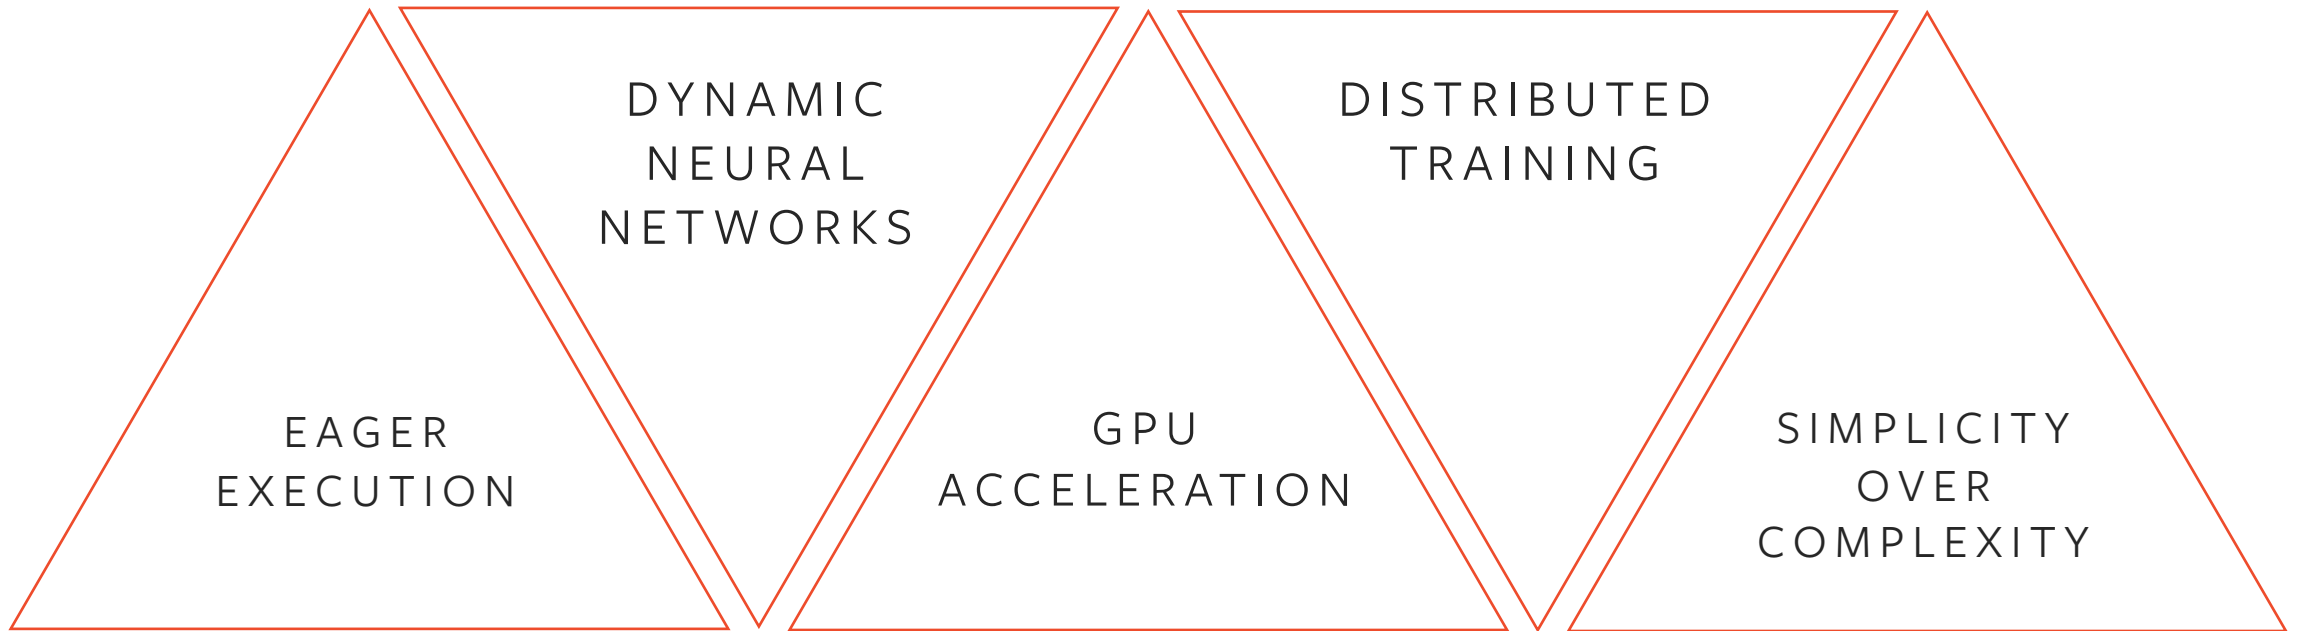 EAGER
EXECUTION
DYNAMIC
NEURAL
NETWORKS
GPU
ACCELERATION
DISTRIBUTED
TRAINING
SIMPLICITY
OVER
COMPLEXITY